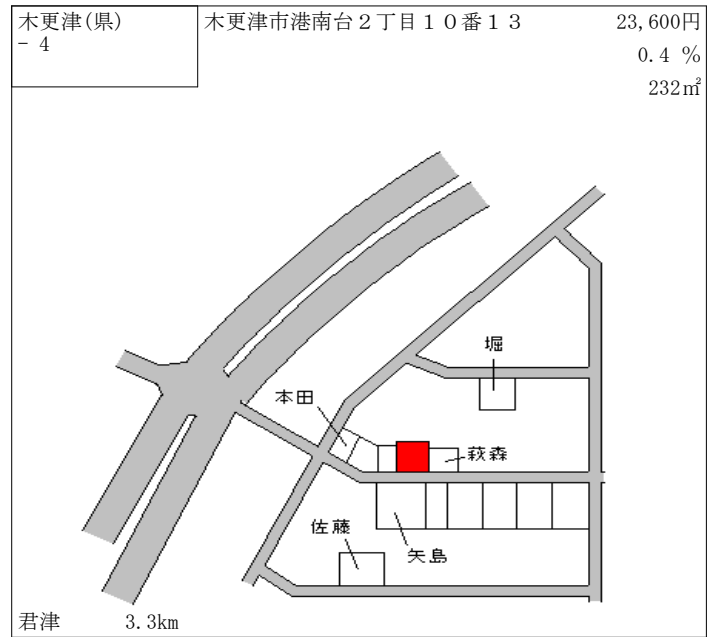 木更津(県)
- 4
木更津市港南台２丁目１０番１３
23,600円
0.4 %
232㎡
堀
本田
萩森
佐藤
矢島
君津 3.3km